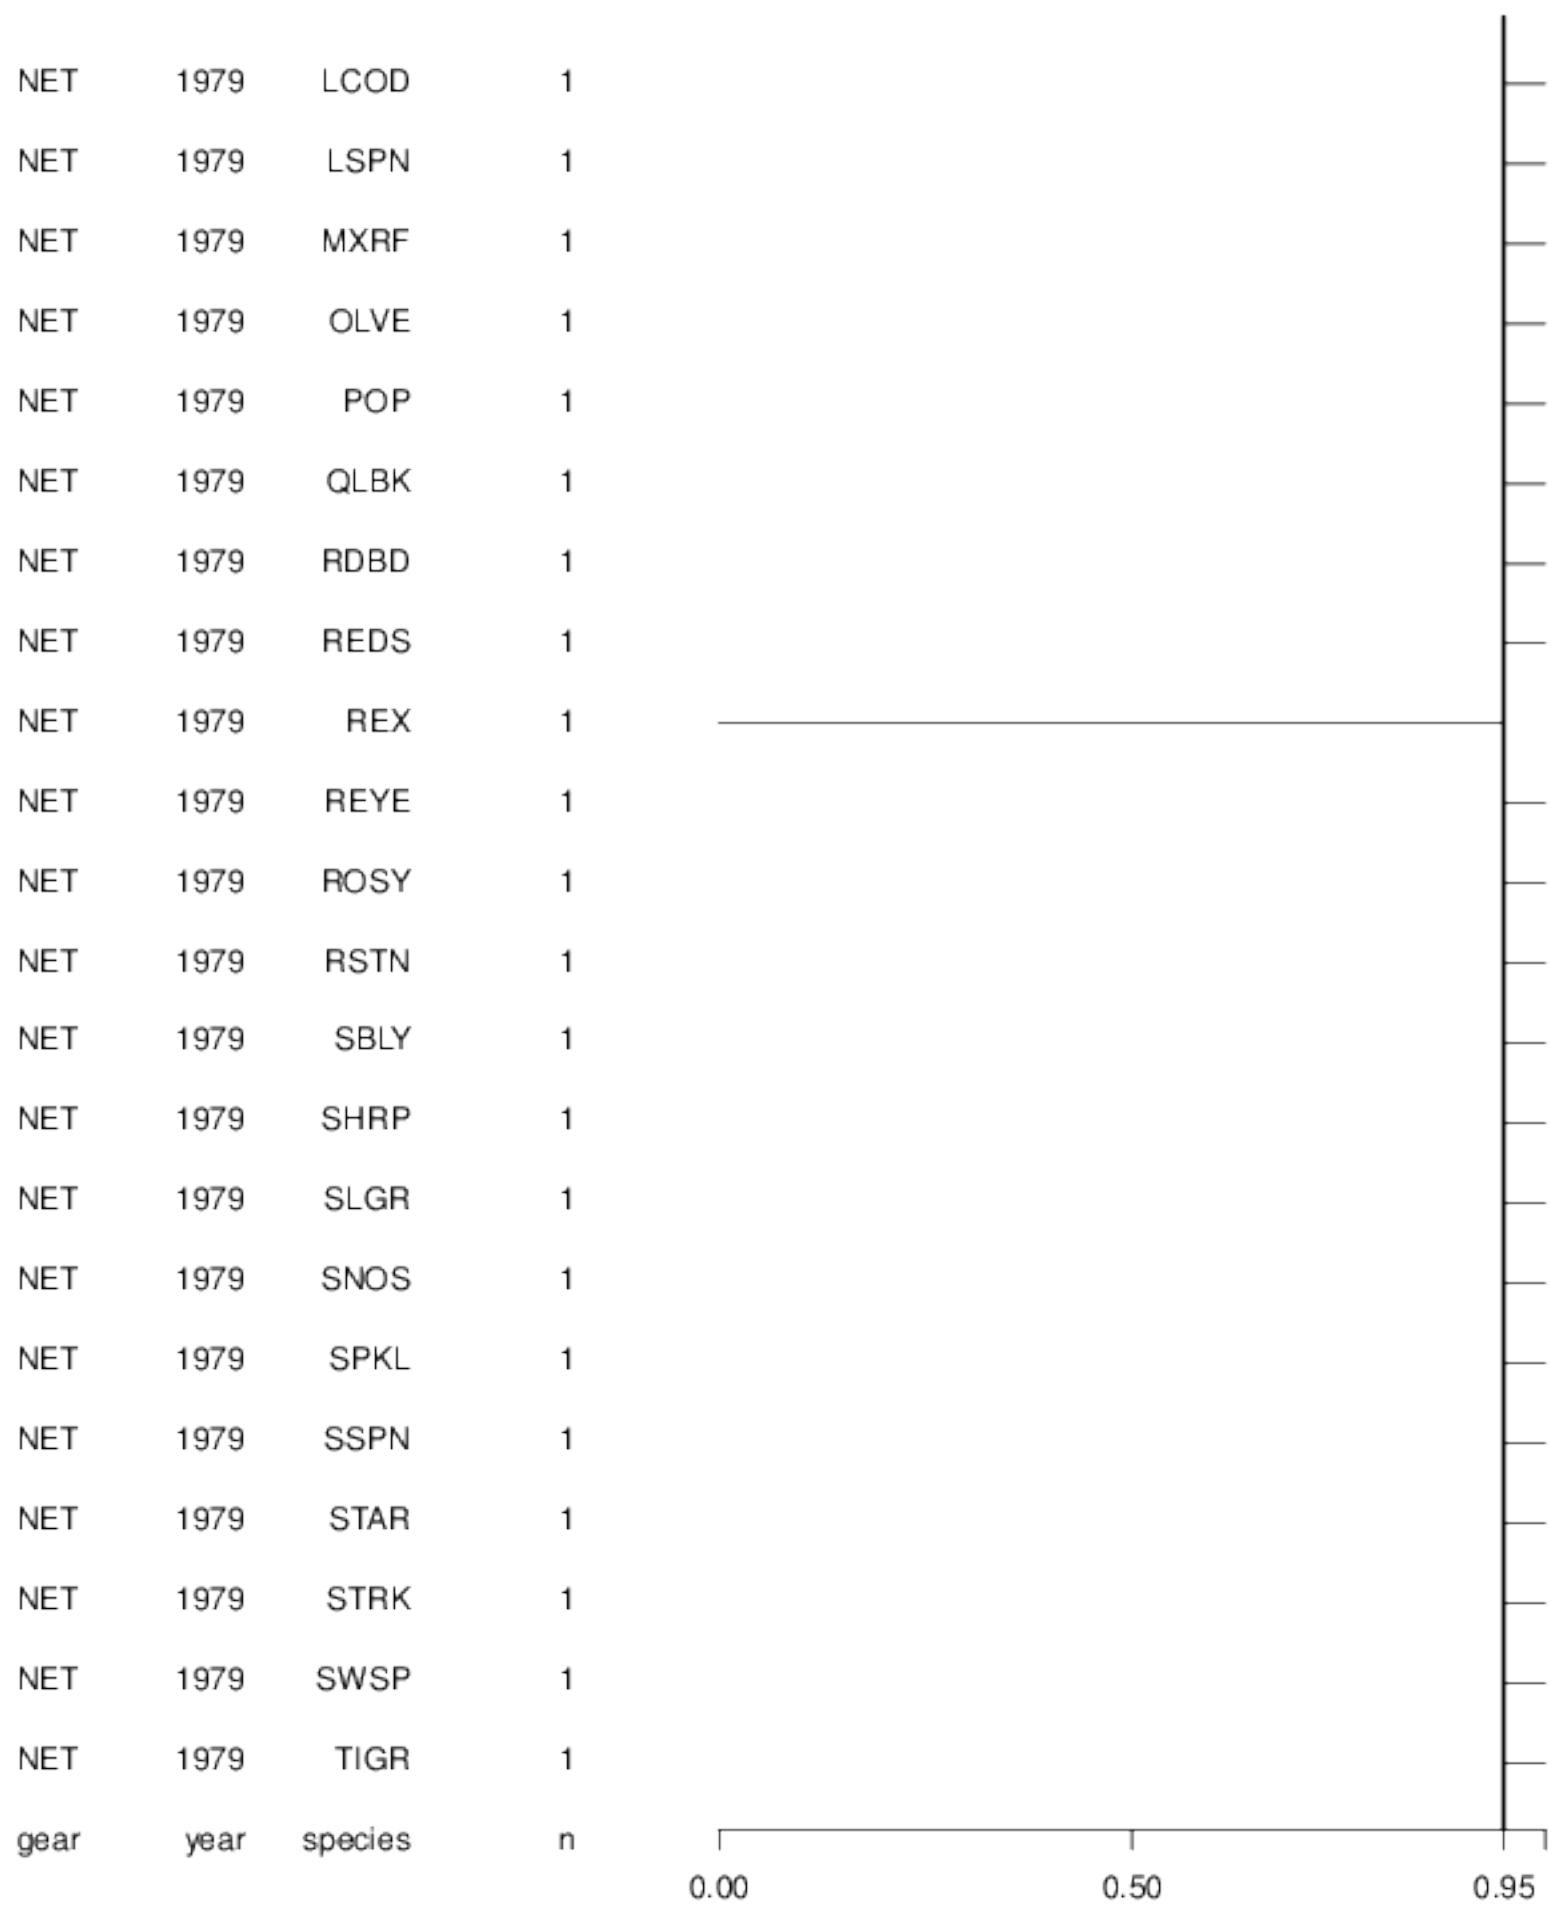 NET 1979 LCOD 1
NET 1979 LSPN 1
NET 1979 MXRF 1
NET 1979 OLVE 1
NET 1979 POP 1
NET 1979 QLBK 1
NET 1979 RDBD 1
NET 1979 REDS 1
NET 1979 REX 1
NET 1979 REYE 1
NET 1979 ROSY 1
NET 1979 RSTN 1
NET 1979 SBLY 1
NET 1979 SHRP 1
NET 1979 SLGR 1
NET 1979 SNOS 1
NET 1979 SPKL 1
NET 1979 SSPN 1
NET 1979 STAR 1
NET 1979 STRK 1
NET 1979 SWSP 1
NET 1979 TIGR 1
gear year species n
0.00 0.50 0.95